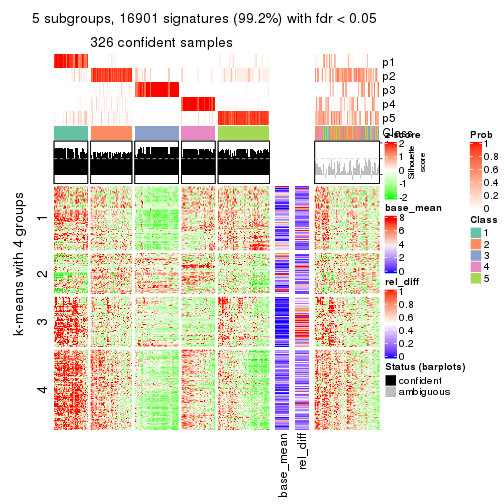 5 subgroups, 16901 signatures (99.2%) with fdr < 0.05
326 confident samples
p1
p2
p3
p4
p5
Class
Silhouette
score
z-score
2
1
0
-1
-2
base_mean
8
6
4
2
0
rel_diff
1
0.8
0.6
0.4
0.2
0
Status (barplots)
confident
ambiguous
Prob
1
0.8
0.6
0.4
0.2
0
Class
1
2
3
4
5
k-means with 4 groups
1
2
3
4
base_mean
rel_diff